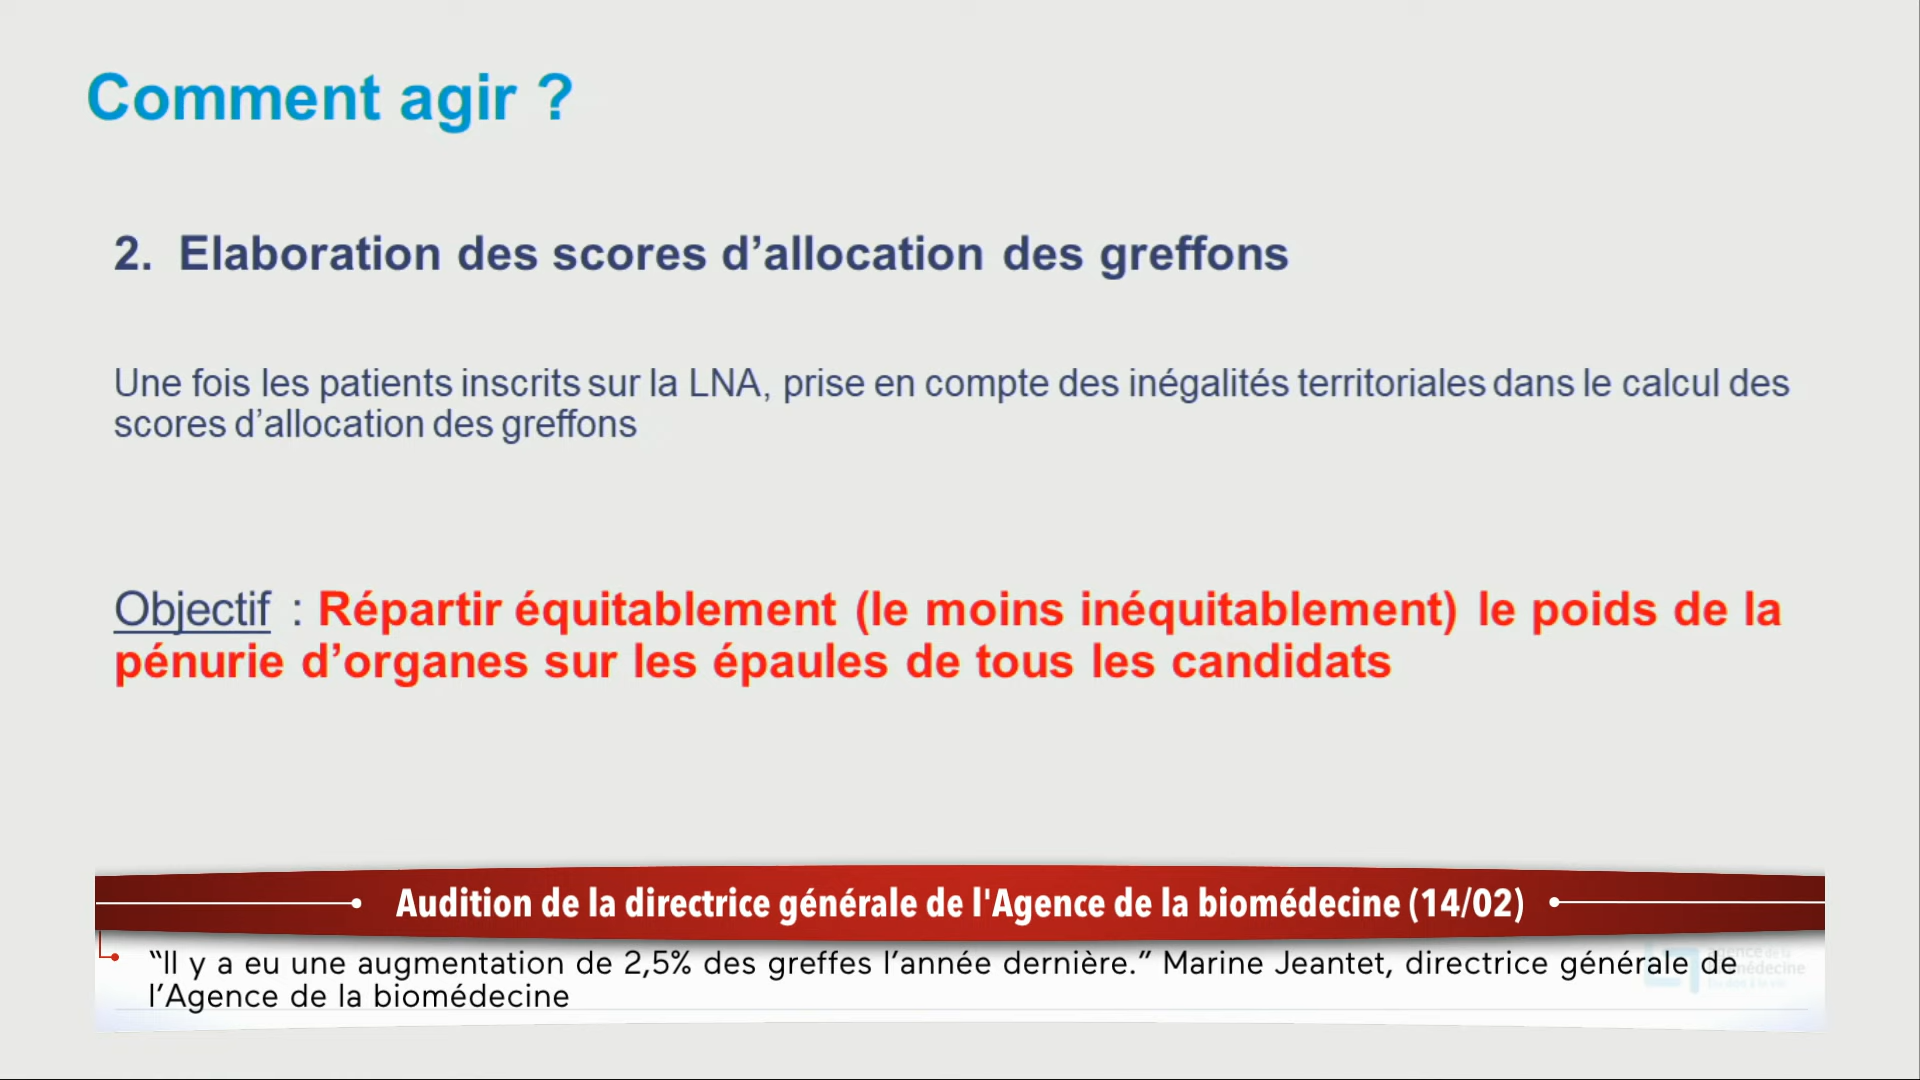 Comment agir ?
2. Elaboration des scores d’allocation des greffons
Une fois les patients inscrits sur la LNA, prise en compte des inégalités territoriales dans le calcul des
scores d’allocation des greffons
Objectif : Répartir équitablement (le moins inéquitablement) le poids de la
pénurie d’organes sur les épaules de tous les candidats
Audition de la directrice générale de l'Agence de la biomédecine (14/02)
“Il y a eu une augmentation de 2,5% des greffes l’année dernière.” Marine Jeantet, directrice générale de
l’Agence de la biomédecine